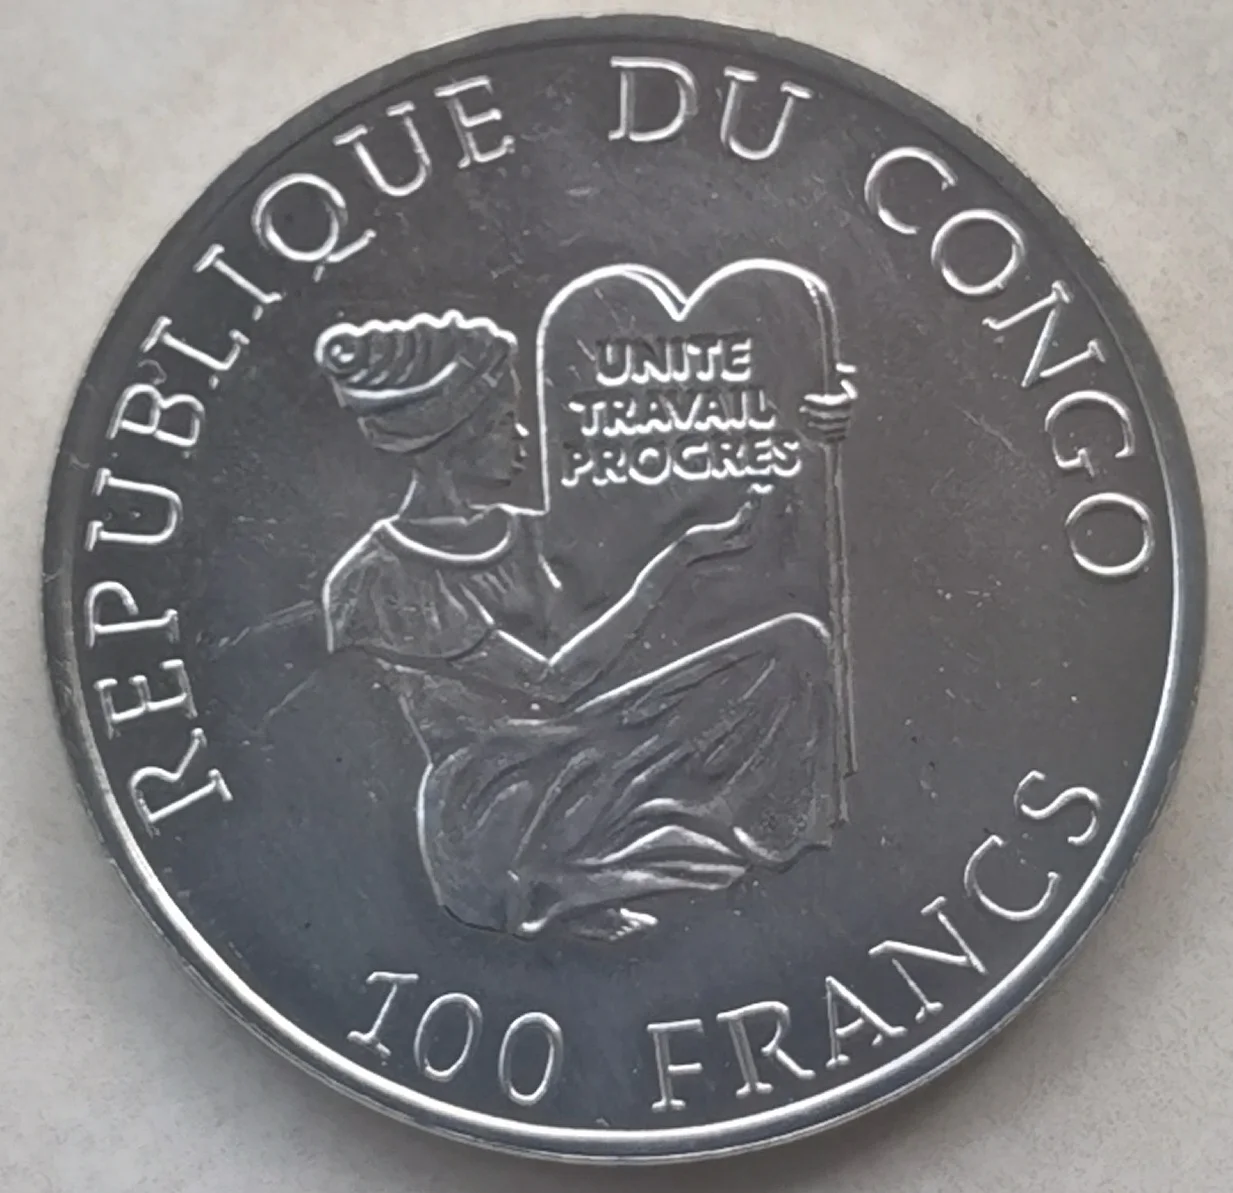 REPUBLIQUE DU CONGO
UNITE
TRAVAIL
PROGRES
100 FRANCS